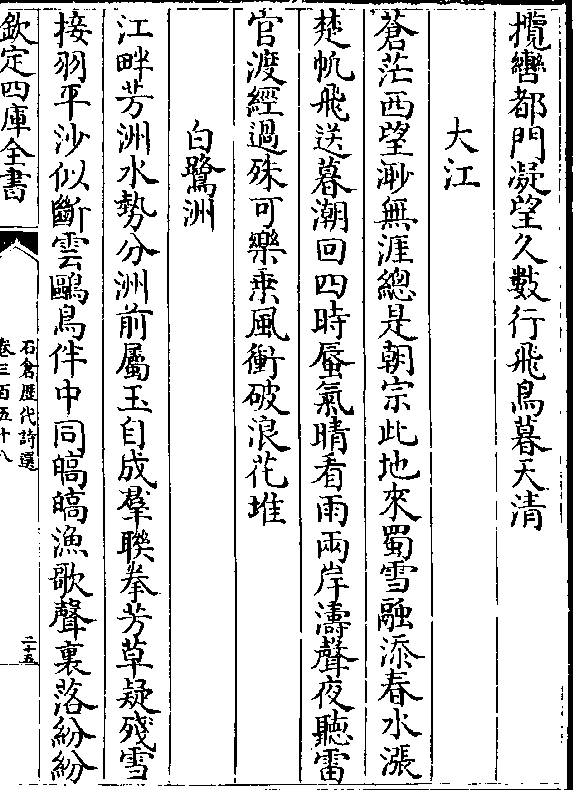 攬轡都門凝望久數行飛鳥暮天清
大江
蒼茫西望渺無涯總是朝宗此地來蜀雪融添春水漲
楚帆飛送暮潮回四時蜃氣晴看雨兩岸濤聲夜聽雷
官渡經過殊可樂乗風衝破浪花堆
白鷺洲
江畔芳洲水勢分洲前屬玉自成羣聯拳芳草疑殘雪
接羽平沙似斷雲鷗鳥伴中同皜皜漁歌聲裏落紛紛
欽定四庫全書
石倉歴代詩選
卷三百五十八
二十五